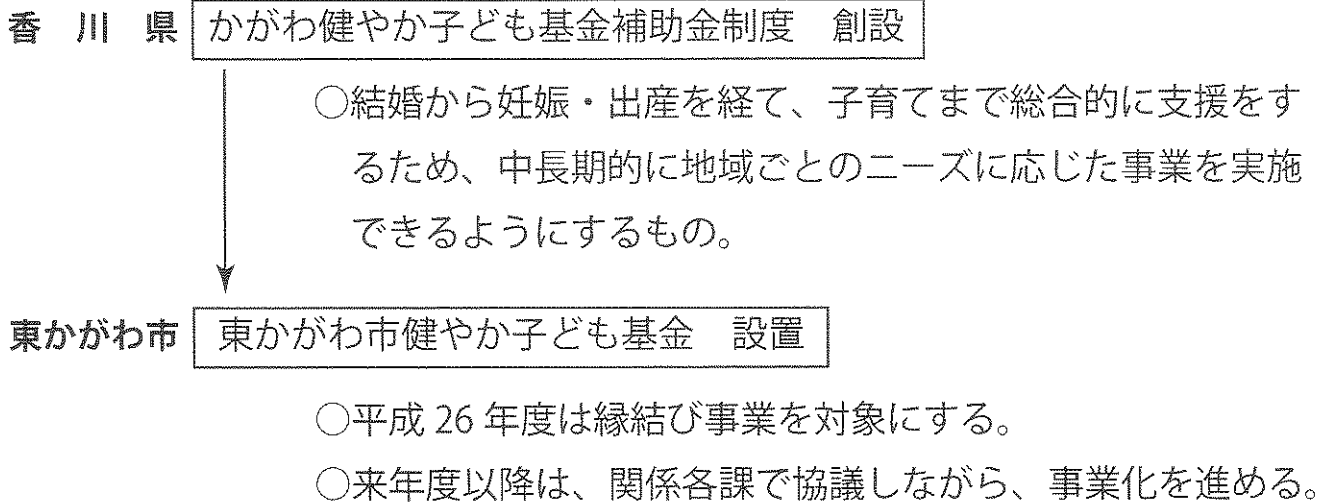 香川県 かがわ健やか子ども基金補助金制度　創設
○結婚から妊娠・出産を経て、子育てまで総合的に支援をす
るため、中長期的に地域ごとのニーズに応じた事業を実施
できるようにするもの。
東かがわ市 東かがわ市健やか子ども基金　設置
○平成 26 年度は縁結び事業を対象にする。
○来年度以降は、関係各課で協議しながら、事業化を進める。